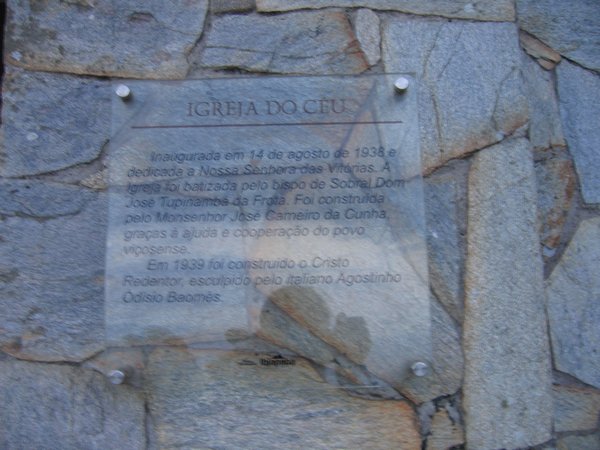 IGREJA DO CÉU
Inaugurada em 14 de agosto de 1938 e
dedicada a Nossa Senhora das Vitórias. A
Igreja foi batizada pelo bispo de Sobral Dom
José Tupinambá da Frota. Foi construída
pelo Monsenhor José Carneiro da Cunha,
graças à ajuda e cooperação do povo
viçosense.
Em 1939 foi construído o Cristo
Redentor, esculpido pelo italiano Agostinho
Odísio Baomés.